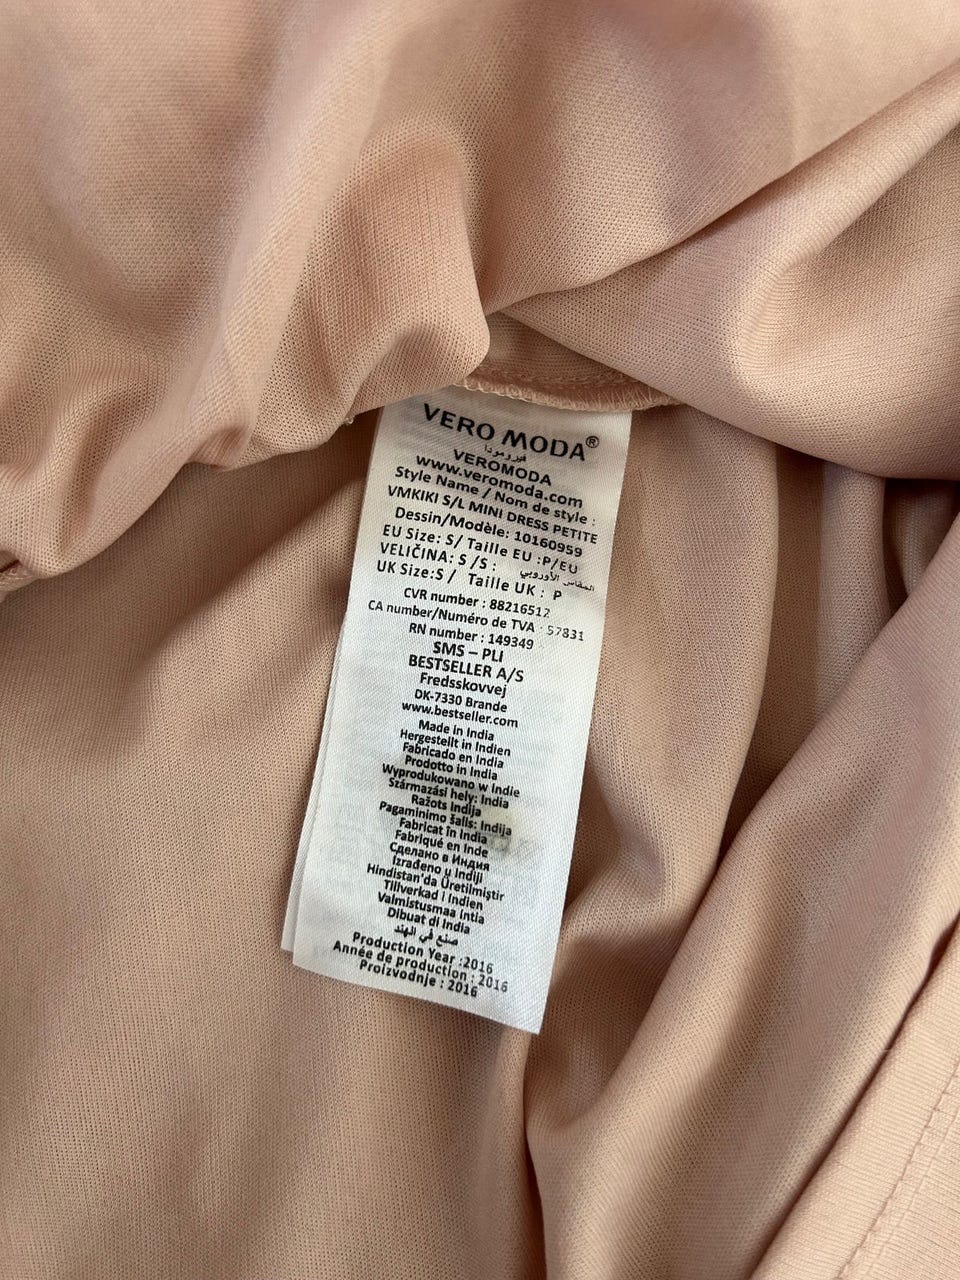 VERO MODA®
فيرومودا
VEROMODA
www.veromoda.com
Style Name / Nom de style :
VMKIKI S/L MINI DRESS PETITE
Dessin/Modèle: 10160959
EU Size: S/ Taille EU :P/EU
VELIČINA: S /S : المقاس الأوروبي
UK Size:S / Taille UK : P
CVR number : 88216512
CA number/Numéro de TVA : 57831
RN number : 149349
SMS – PLI
BESTSELLER A/S
Fredsskovvej
DK-7330 Brande
www.bestseller.com
Made in India
Hergestellt in Indien
Fabricado en India
Prodotto in India
Wyprodukowano w Indie
Származási hely: India
Ražots Indija
Pagaminimo šalis: Indija
Fabricat în India
Fabriqué en Inde
Сделано в Индия
Izrađeno u Indiji
Hindistan'da Üretilmiştir
Tillverkad i Indien
Valmistusmaa Intia
Dibuat di India
صنع في الهند
Production Year :2016
Année de production : 2016
Proizvodnje : 2016